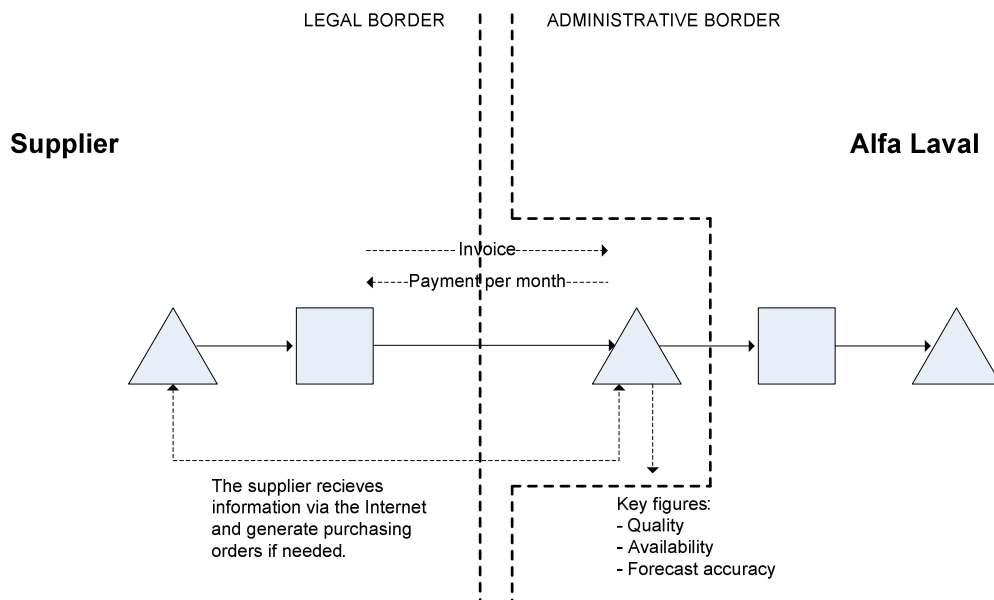 LEGAL BORDER
ADMINISTRATIVE BORDER
Supplier
Alfa Laval
Invoice
Payment per month
The supplier recieves
information via the Internet
and generate purchasing
orders if needed.
Key figures:
- Quality
- Availability
- Forecast accuracy